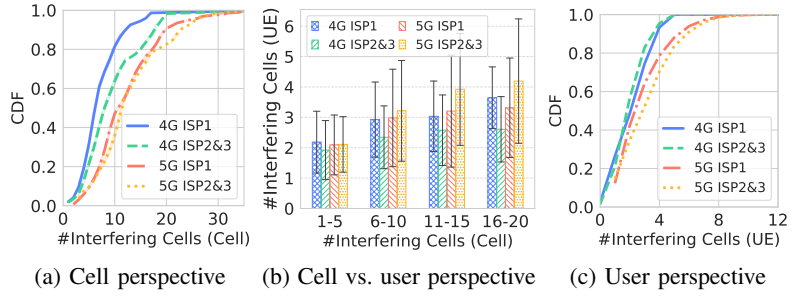 CDF
1.0
0.8
0.6
0.4
0.2
0.0
0 10 20 30
#Interfering Cells (Cell)
4G ISP1
4G ISP2&3
5G ISP1
5G ISP2&3
(a) Cell perspective
#Interfering Cells (UE)
6
5
4
3
2
1
0
4G ISP1 5G ISP1
4G ISP2&3 5G ISP2&3
1-5 6-10 11-15 16-20
#Interfering Cells (Cell)
(b) Cell vs. user perspective
CDF
1.0
0.8
0.6
0.4
0.2
0.0
0 4 8 12
#Interfering Cells (UE)
4G ISP1
4G ISP2&3
5G ISP1
5G ISP2&3
(c) User perspective